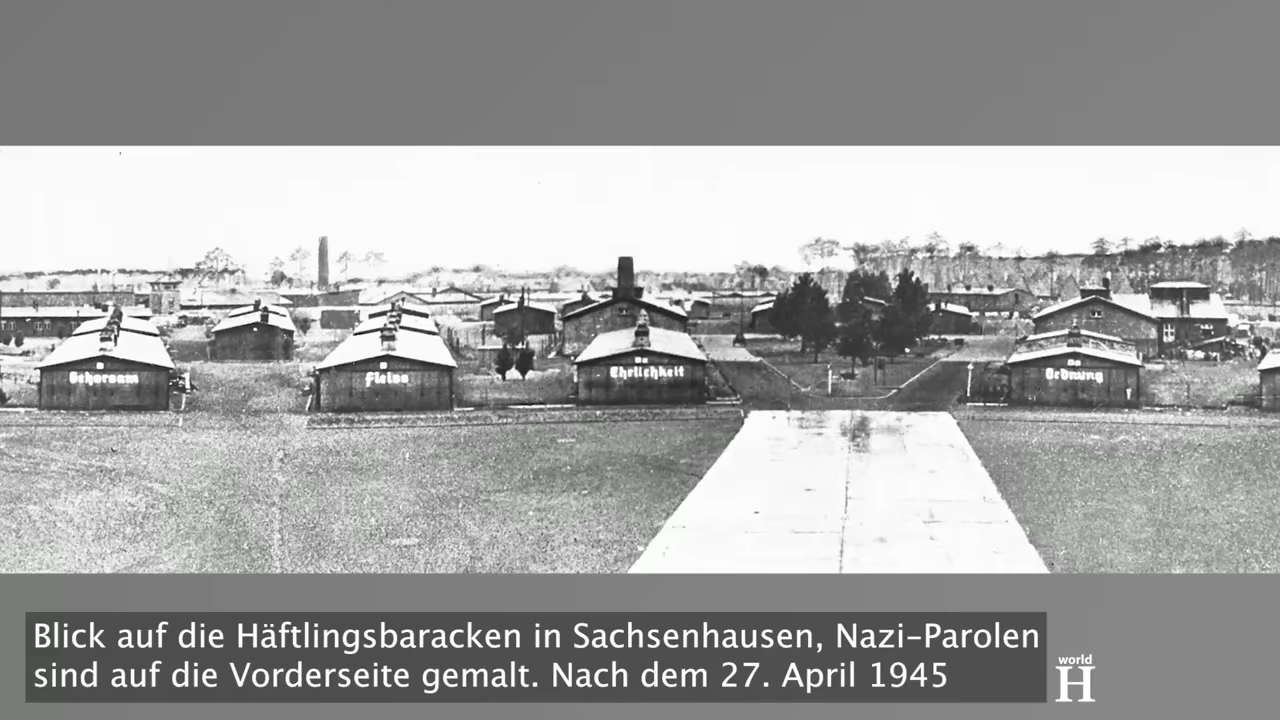 Gehorsam
Fleiss
Ehrlichkeit
Ordnung
Blick auf die Häftlingsbaracken in Sachsenhausen, Nazi-Parolen
sind auf die Vorderseite gemalt. Nach dem 27. April 1945
world
H